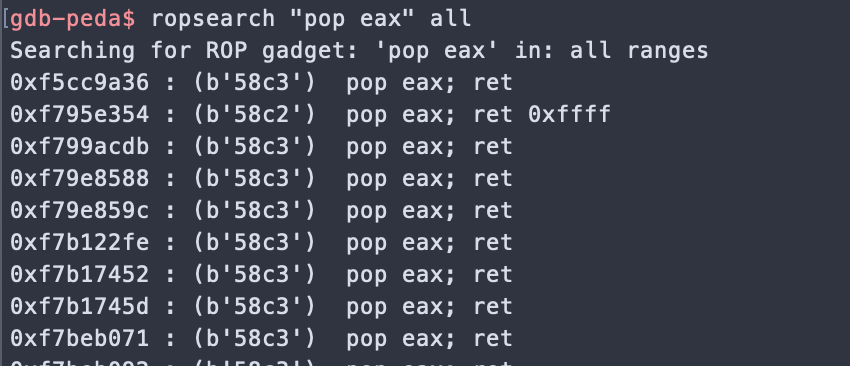 [gdb-peda$ ropsearch "pop eax" all
Searching for ROP gadget: 'pop eax' in: all ranges
0xf5cc9a36 : (b'58c3')  pop eax; ret
0xf795e354 : (b'58c2')  pop eax; ret 0xffff
0xf799acdb : (b'58c3')  pop eax; ret
0xf79e8588 : (b'58c3')  pop eax; ret
0xf79e859c : (b'58c3')  pop eax; ret
0xf7b122fe : (b'58c3')  pop eax; ret
0xf7b17452 : (b'58c3')  pop eax; ret
0xf7b1745d : (b'58c3')  pop eax; ret
0xf7beb071 : (b'58c3')  pop eax; ret